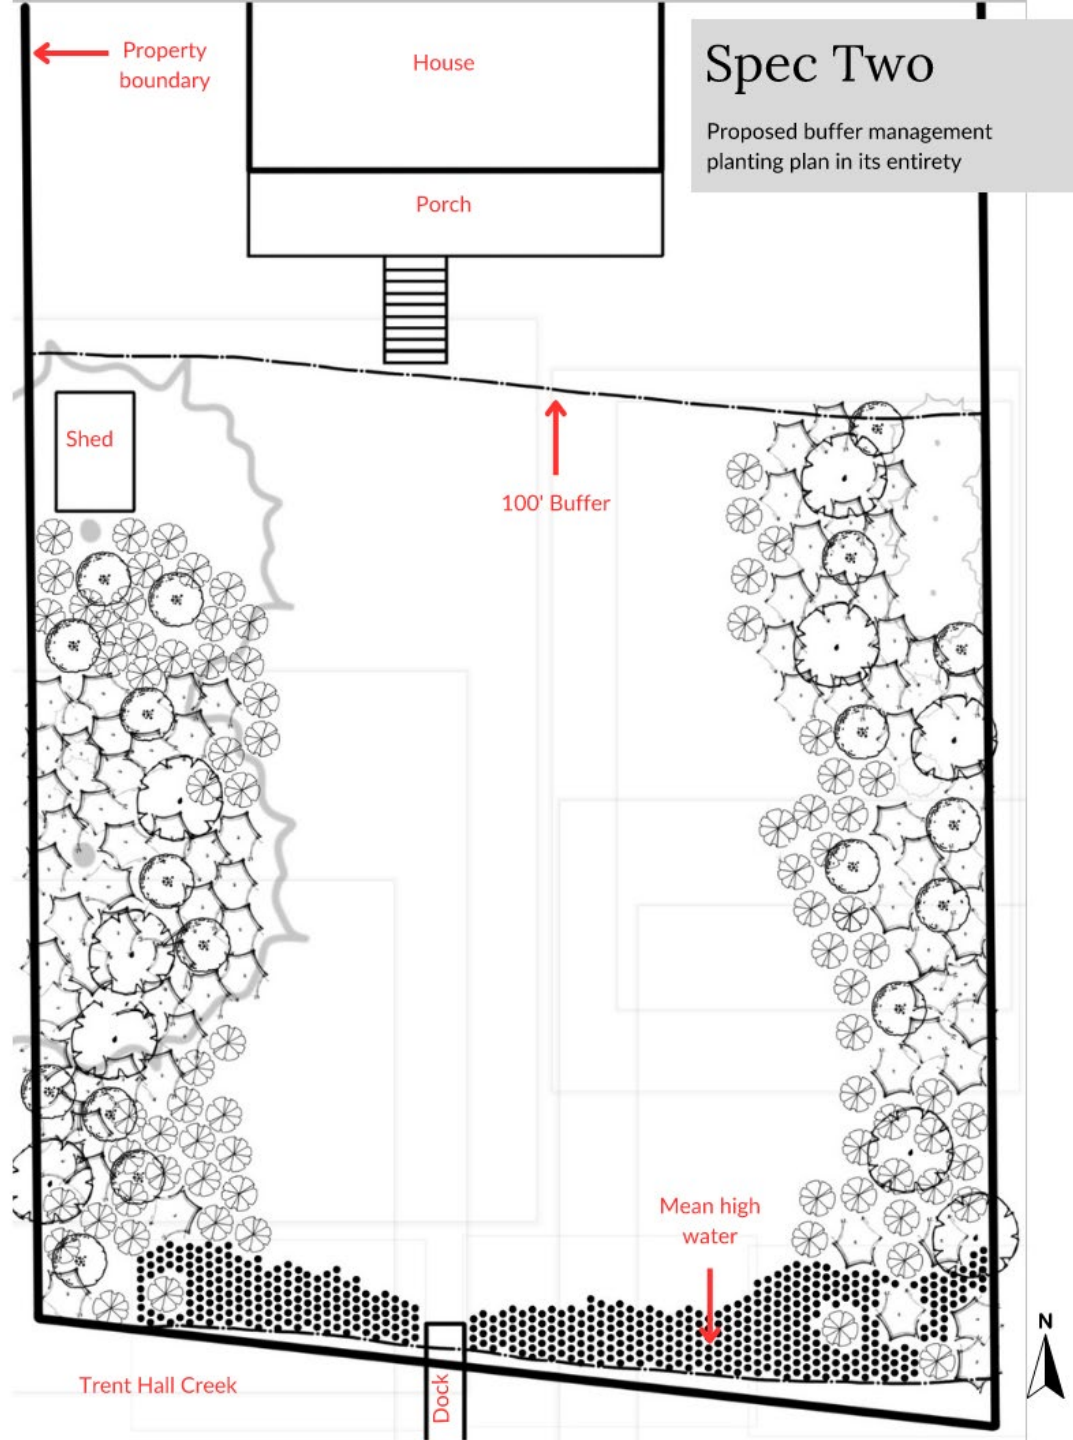 Property
boundary
House
Spec Two
Proposed buffer management
planting plan in its entirety
Porch
Shed
100' Buffer
Mean high
water
N
Trent Hall Creek
Dock